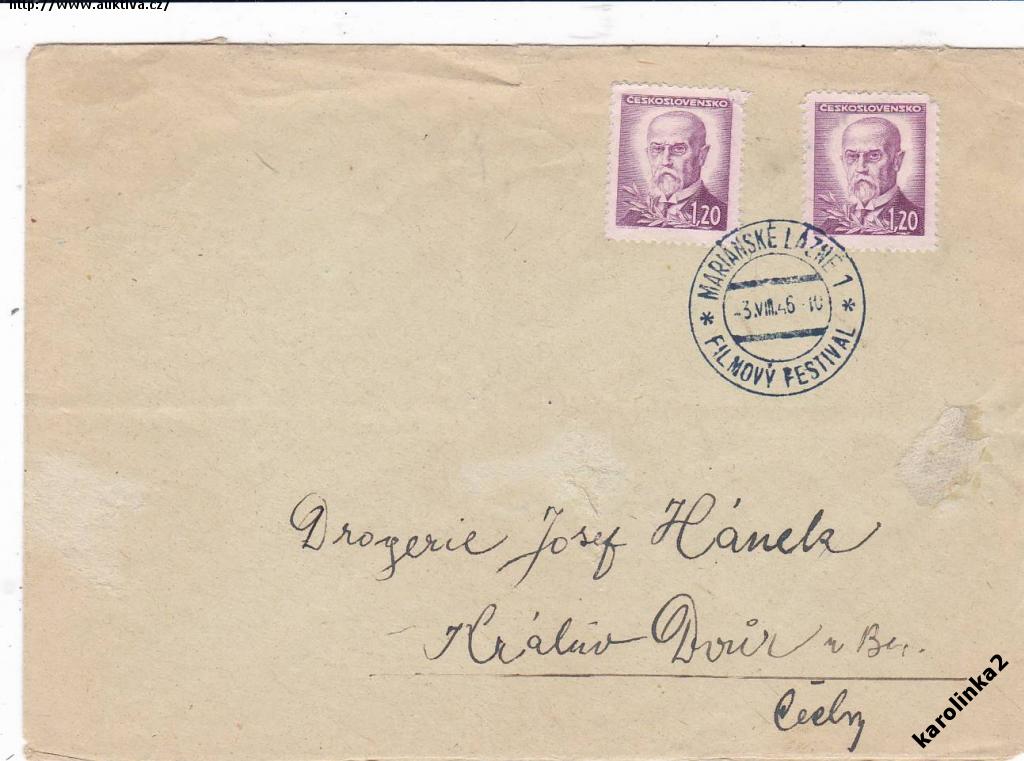 http://www.auktiva.cz/
ČESKOSLOVENSKO
1,20
ČESKOSLOVENSKO
1,20
MARIÁNSKÉ LÁZNĚ 1
-3.VIII.46-10
* FILMOVÝ FESTIVAL *
Drogerie Josef Hánek
Králův Dvůr u Ber.
Čechy
karolinka2